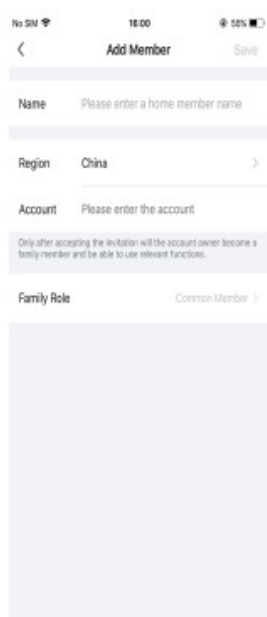 No SIM 16:00 58%
Add Member Save
Name Please enter a home member name
Region China
Account Please enter the account
Only after accepting the invitation will the account owner become a
family member and be able to use relevant functions.
Family Role Common Member